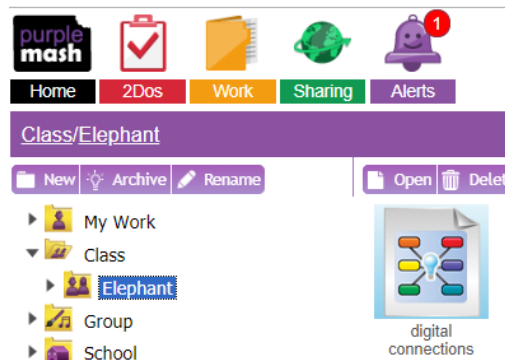 purple
mash
1
Home 2Dos Work Sharing Alerts
Class/Elephant
New Archive Rename Open Delet
My Work
Class
Elephant
Group
School
digital
connections